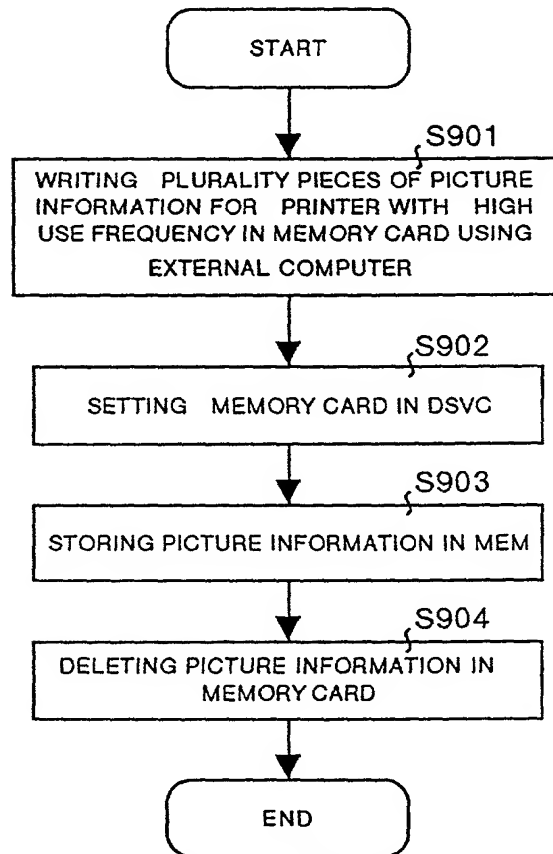 START
S901
WRITING PLURALITY PIECES OF PICTURE
INFORMATION FOR PRINTER WITH HIGH
USE FREQUENCY IN MEMORY CARD USING
EXTERNAL COMPUTER
S902
SETTING MEMORY CARD IN DSVC
S903
STORING PICTURE INFORMATION IN MEM
S904
DELETING PICTURE INFORMATION IN
MEMORY CARD
END